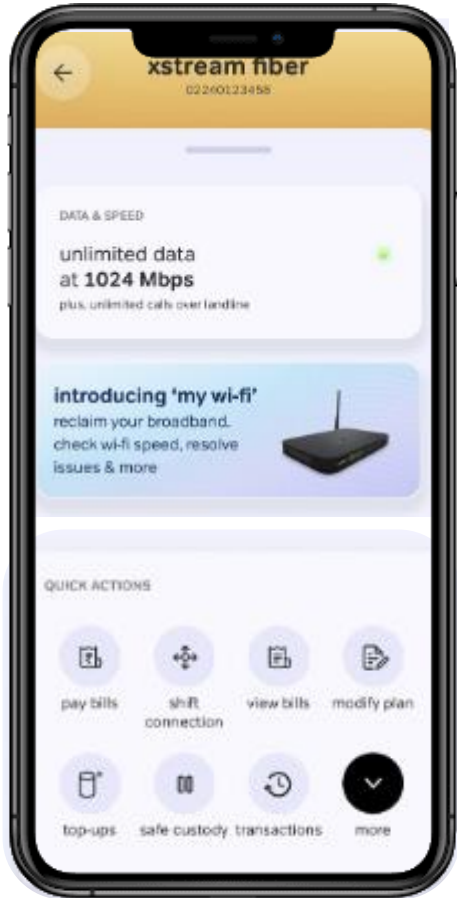 xstream fiber
02240123456
DATA & SPEED
unlimited data
at 1024 Mbps
plus, unlimited calls over landline
introducing 'my wi-fi'
reclaim your broadband.
check wi-fi speed, resolve
issues & more
QUICK ACTIONS
pay bills
shift
connection
view bills
modify plan
top-ups
safe custody
transactions
more